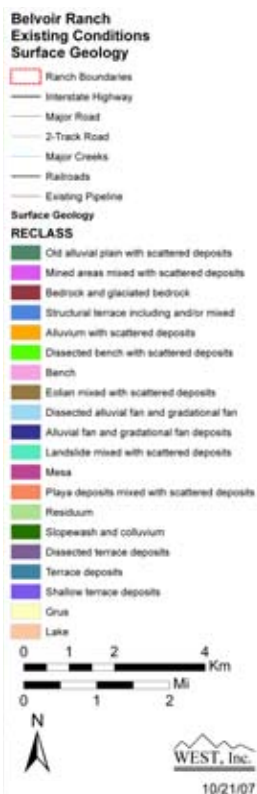 Belvoir Ranch
Existing Conditions
Surface Geology
Ranch Boundaries
Interstate Highway
Major Road
2-Track Road
Major Creeks
Railroads
Existing Pipeline
Surface Geology
RECLASS
Old alluvial plain with scattered deposits
Mined areas mixed with scattered deposits
Bedrock and glaciated bedrock
Structural terrace including and/or mixed
Alluvium with scattered deposits
Dissected bench with scattered deposits
Bench
Eolian mixed with scattered deposits
Dissected alluvial fan and gradational fan
Alluvial fan and gradational fan deposits
Landslide mixed with scattered deposits
Mesa
Playa deposits mixed with scattered deposits
Residuum
Slopewash and colluvium
Dissected terrace deposits
Terrace deposits
Shallow terrace deposits
Grus
Lake
0 1 2 4
Km
Mi
0 1 2
N
WEST, Inc.
10/21/07